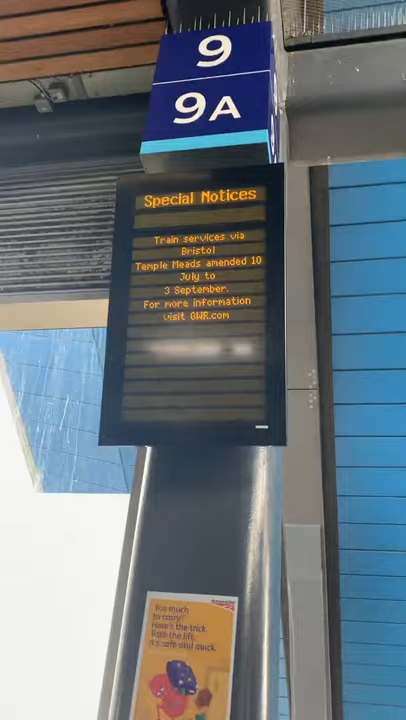 9
9A
Special Notices
Train services via
Bristol
Temple Meads amended 10
July to
3 September.
For more information
visit GWR.com
Too much
to carry?
Here's the trick.
Take the lift,
it's safe and quick.